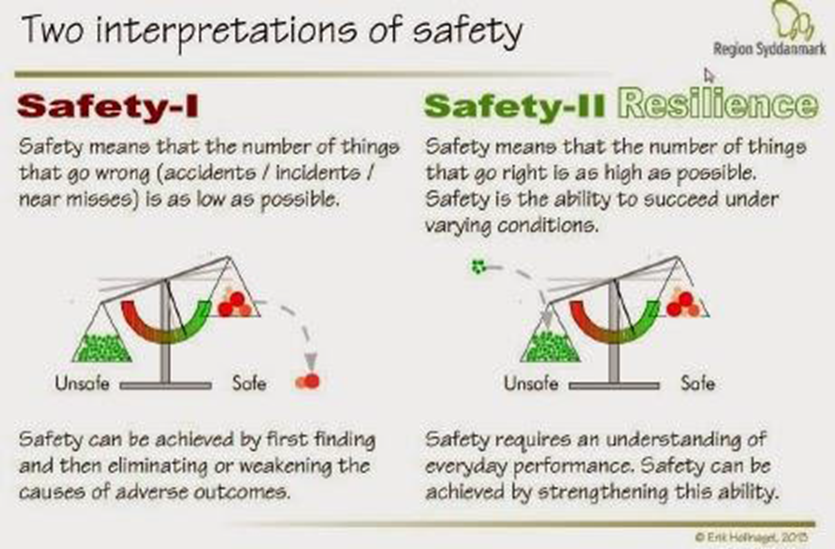 Two interpretations of safety
Region Syddanmark
Safety-I
Safety means that the number of things
that go wrong (accidents / incidents /
near misses) is as low as possible.
Unsafe
Safe
Safety can be achieved by first finding
and then eliminating or weakening the
causes of adverse outcomes.
Safety-II Resilience
Safety means that the number of things
that go right is as high as possible.
Safety is the ability to succeed under
varying conditions.
Unsafe
Safe
Safety requires an understanding of
everyday performance. Safety can be
achieved by strengthening this ability.
© Erik Hollnagel, 2013